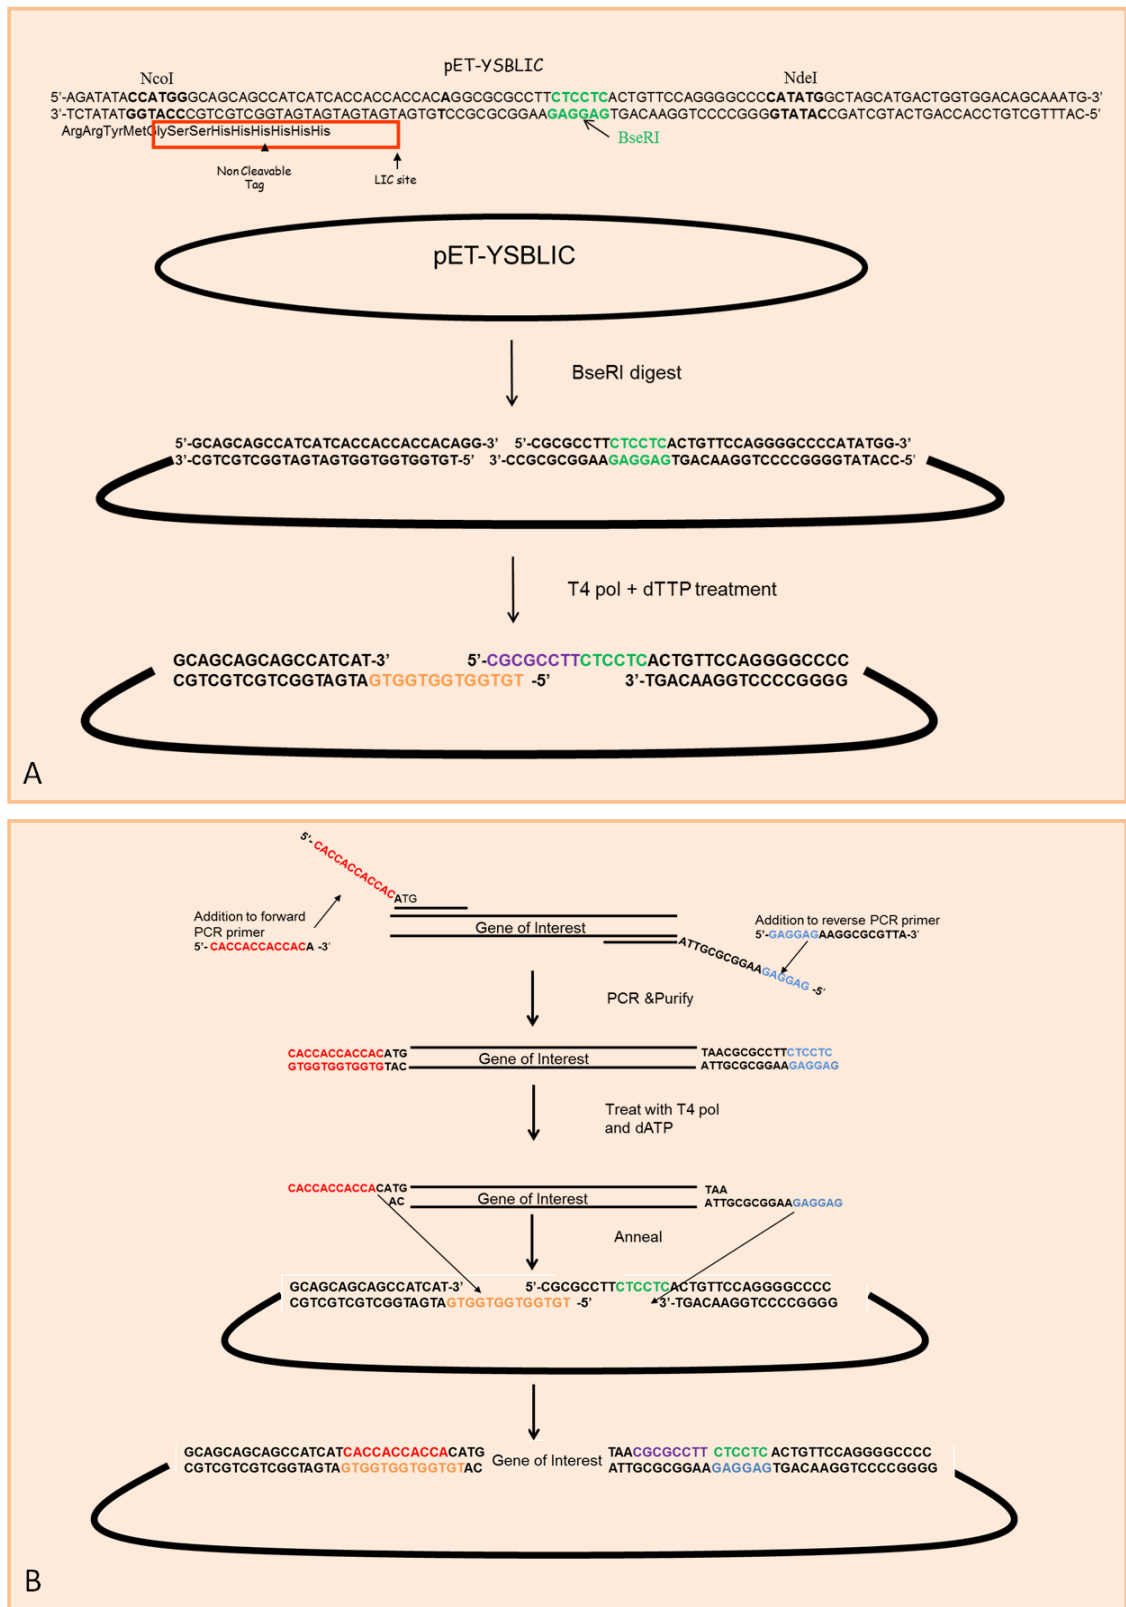 pET-YSBLIC
NcoI
NdeI
5'-AGATATACCATGGGCAGCAGCCATCATCACCACCACCACAGGCGCGCCTTCTCCTCACTGTTCCAGGGGCCCCATATGGCTAGCATGACTGGTGGACAGCAAATG-3'
3'-TCTATATGGTACCCGTCGTCGGTAGTAGTAGTAGTAGTGTCCGCGCGGAAGAGGAGTGACAAGGTCCCCGGGGTATACCGATCGTACTGACCACCTGTCGTTTAC-5'
ArgArgTyrMetGlySerSerHisHisHisHisHisHis
BseRI
Non Cleavable
Tag
LIC site
pET-YSBLIC
BseRI digest
5'-GCAGCAGCCATCATCACCACCACCACAGG-3' 5'-CGCGCCTTCTCCTCACTGTTCCAGGGGCCCCATATGG-3'
3'-CGTCGTCGGTAGTAGTGGTGGTGGTGT-5' 3'-CCGCGCGGAAGAGGAGTGACAAGGTCCCCGGGGTATACC-5'
T4 pol + dTTP treatment
GCAGCAGCAGCCATCAT-3' 5'-CGCGCCTTCTCCTCACTGTTCCAGGGGCCCC
CGTCGTCGTCGGTAGTAGTGGTGGTGGTGT -5' 3'-TGACAAGGTCCCCGGGG
A
5'-CACCACCACCACATG
Addition to forward
PCR primer
5'- CACCACCACCACA -3'
Gene of Interest
Addition to reverse PCR primer
5'-GAGGAGAAGGCGCGTTA-3'
ATTGCGCGGAAGAGGAG -5'
PCR &Purify
CACCACCACCACATG TAACGCGCCTTCTCCTC
Gene of Interest
GTGGTGGTGGTGTAC ATTGCGCGGAAGAGGAG
Treat with T4 pol
and dATP
CACCACCACCACATG TAA
Gene of Interest
AC ATTGCGCGGAAGAGGAG
Anneal
GCAGCAGCAGCCATCAT-3' 5'-CGCGCCTTCTCCTCACTGTTCCAGGGGCCCC
CGTCGTCGTCGGTAGTAGTGGTGGTGGTGT -5' 3'-TGACAAGGTCCCCGGGG
GCAGCAGCAGCCATCATCACCACCACCACATG TAACGCGCCTT CTCCTC ACTGTTCCAGGGGCCCC
Gene of Interest
CGTCGTCGTCGGTAGTAGTGGTGGTGGTGTAC ATTGCGCGGAAGAGGAGTGACAAGGTCCCCGGGG
B